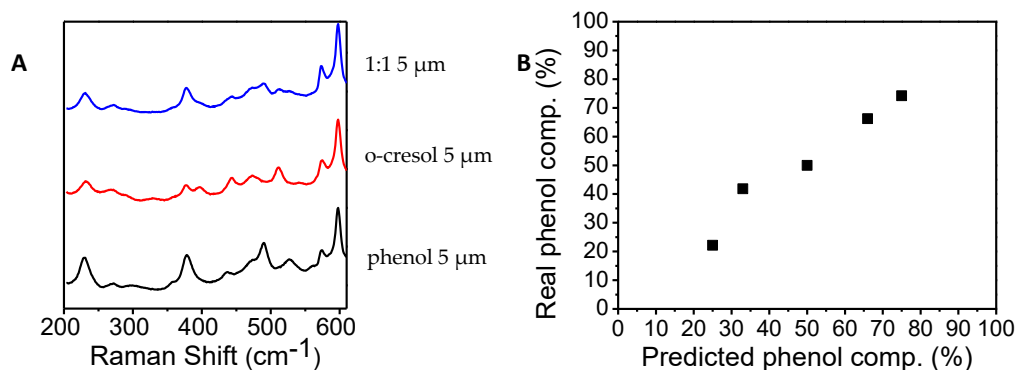 A
1:1 5 µm
o-cresol 5 µm
phenol 5 µm
200 300 400 500 600
Raman Shift (cm⁻¹)
B
Real phenol comp. (%)
100
90
80
70
60
50
40
30
20
10
0
0 10 20 30 40 50 60 70 80 90 100
Predicted phenol comp. (%)